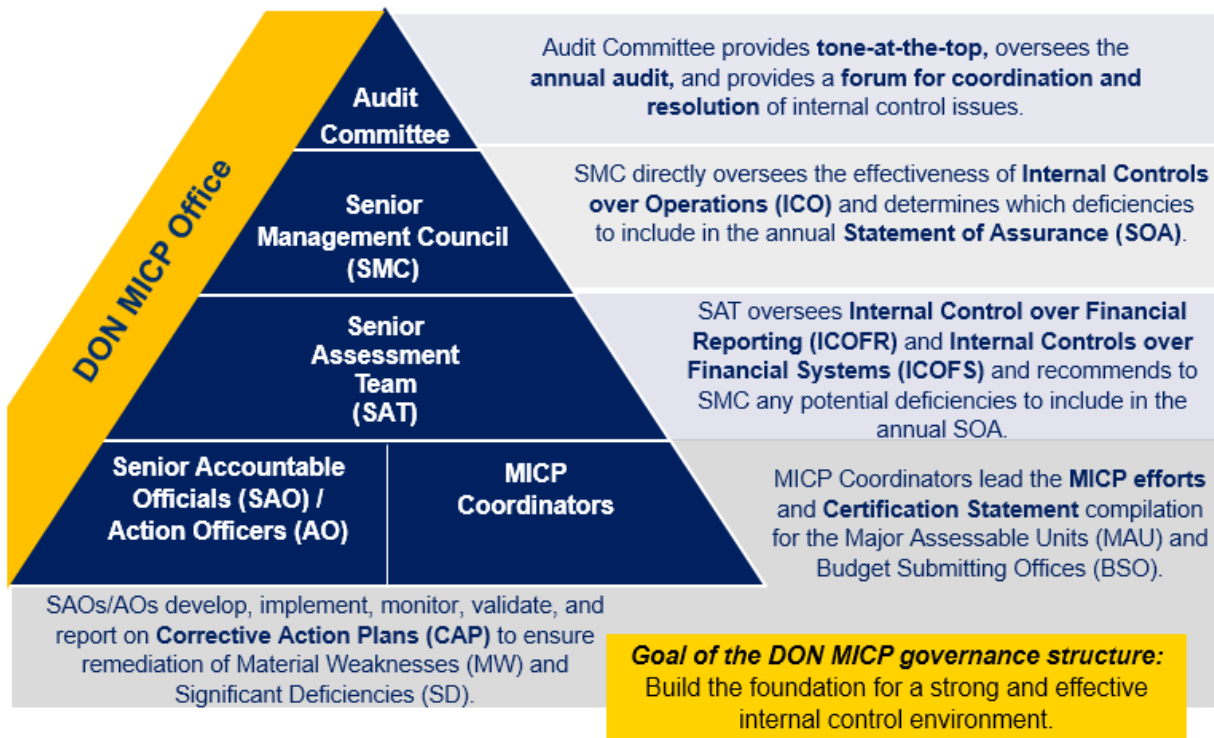 DON MICP Office
Audit
Committee
Audit Committee provides tone-at-the-top, oversees the
annual audit, and provides a forum for coordination and
resolution of internal control issues.
Senior
Management Council
(SMC)
SMC directly oversees the effectiveness of Internal Controls
over Operations (ICO) and determines which deficiencies
to include in the annual Statement of Assurance (SOA).
Senior
Assessment
Team
(SAT)
SAT oversees Internal Control over Financial
Reporting (ICOFR) and Internal Controls over
Financial Systems (ICOFS) and recommends to
SMC any potential deficiencies to include in the
annual SOA.
Senior Accountable
Officials (SAO) /
Action Officers (AO)
MICP
Coordinators
MICP Coordinators lead the MICP efforts
and Certification Statement compilation
for the Major Assessable Units (MAU) and
Budget Submitting Offices (BSO).
SAOs/AOs develop, implement, monitor, validate, and
report on Corrective Action Plans (CAP) to ensure
remediation of Material Weaknesses (MW) and
Significant Deficiencies (SD).
Goal of the DON MICP governance structure:
Build the foundation for a strong and effective
internal control environment.